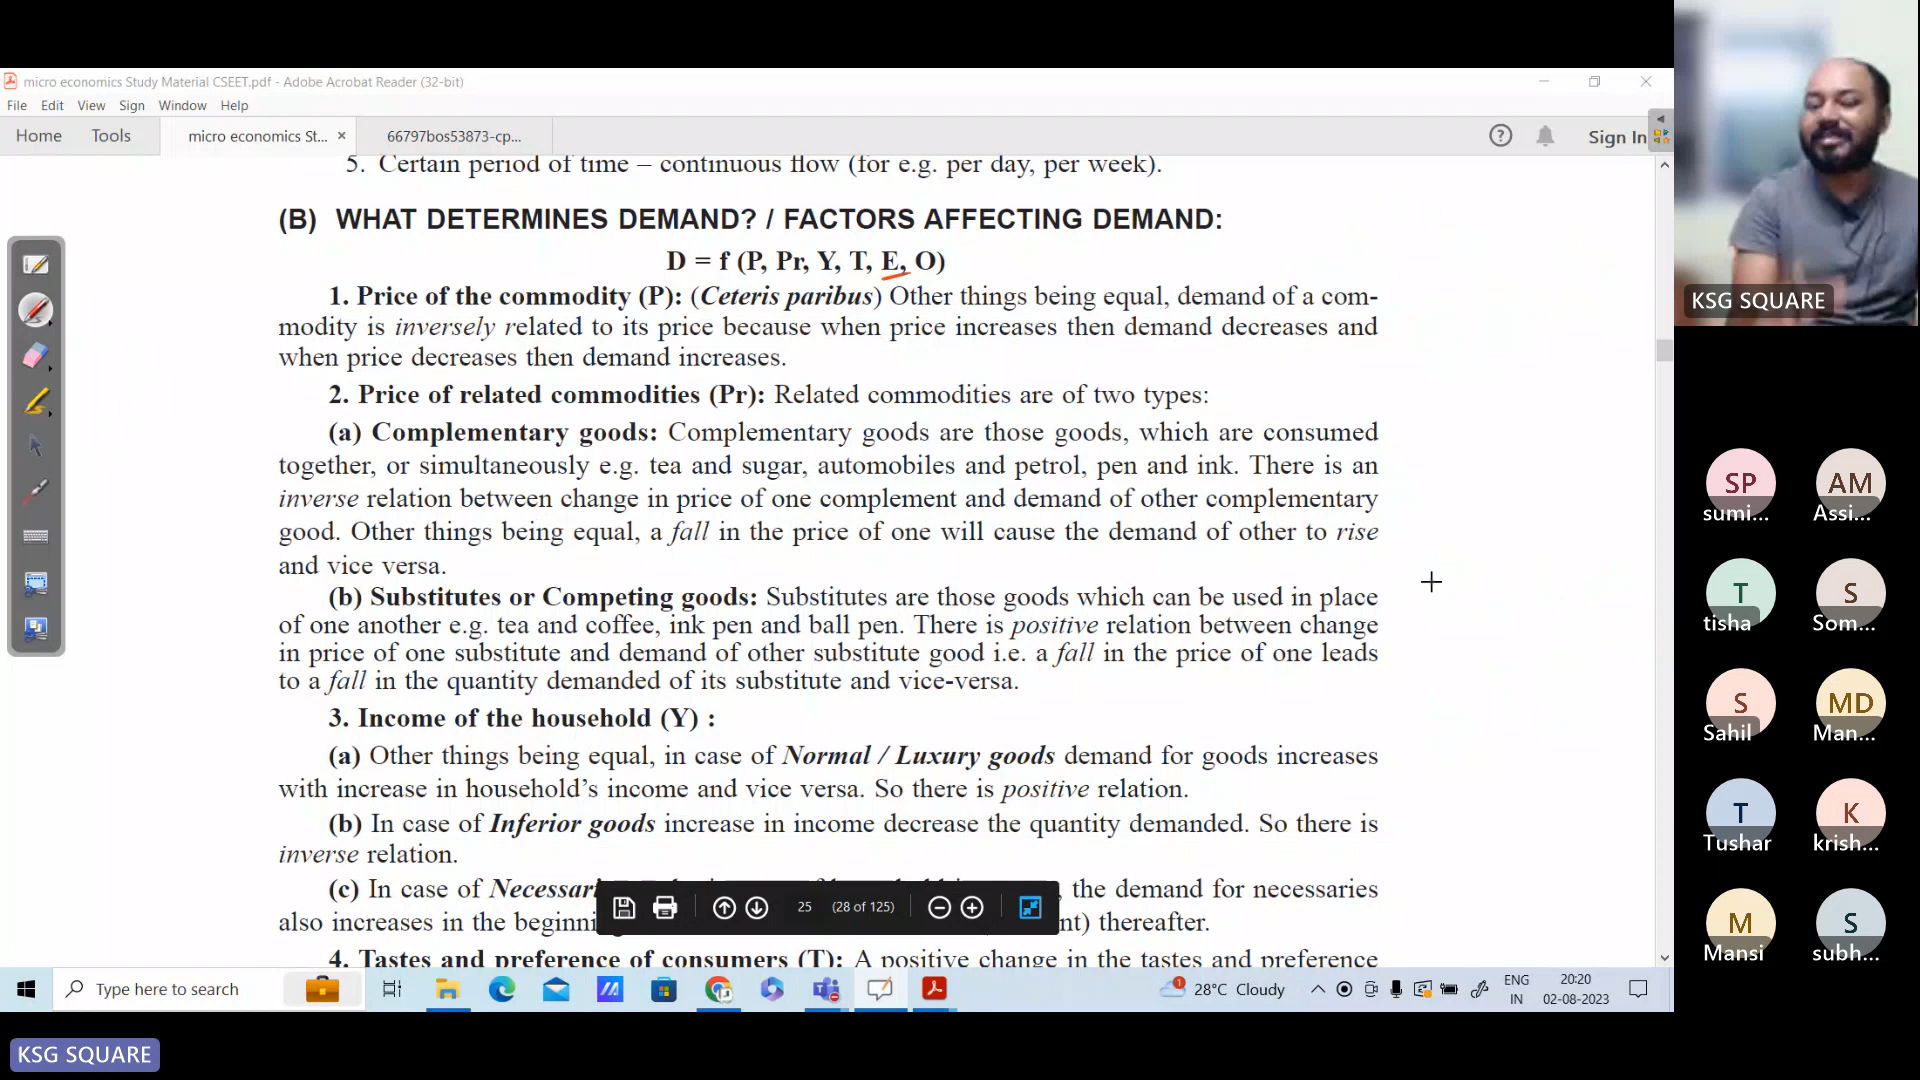 micro economics Study Material CSEET.pdf - Adobe Acrobat Reader (32-bit)
File Edit View Sign Window Help
Home Tools micro economics St... × 66797bos53873-cp... Sign In
5. Certain period of time – continuous flow (for e.g. per day, per week).
(B) WHAT DETERMINES DEMAND? / FACTORS AFFECTING DEMAND:
D = f (P, Pr, Y, T, E, O)
1. Price of the commodity (P): (Ceteris paribus) Other things being equal, demand of a com-
modity is inversely related to its price because when price increases then demand decreases and
when price decreases then demand increases.
2. Price of related commodities (Pr): Related commodities are of two types:
(a) Complementary goods: Complementary goods are those goods, which are consumed
together, or simultaneously e.g. tea and sugar, automobiles and petrol, pen and ink. There is an
inverse relation between change in price of one complement and demand of other complementary
good. Other things being equal, a fall in the price of one will cause the demand of other to rise
and vice versa.
(b) Substitutes or Competing goods: Substitutes are those goods which can be used in place
of one another e.g. tea and coffee, ink pen and ball pen. There is positive relation between change
in price of one substitute and demand of other substitute good i.e. a fall in the price of one leads
to a fall in the quantity demanded of its substitute and vice-versa.
3. Income of the household (Y) :
(a) Other things being equal, in case of Normal / Luxury goods demand for goods increases
with increase in household's income and vice versa. So there is positive relation.
(b) In case of Inferior goods increase in income decrease the quantity demanded. So there is
inverse relation.
(c) In case of the demand for necessaries
also increases in the thereafter.
25 (28 of 125)
4. Tastes and preference of consumers (T): A positive change in the tastes and preference
Type here to search
28°C Cloudy
ENG
IN
20:20
02-08-2023
KSG SQUARE
SP
sumi...
AM
Assi...
T
tisha
S
Som...
S
Sahil
MD
Man...
T
Tushar
K
krish...
M
Mansi
S
subh...
KSG SQUARE